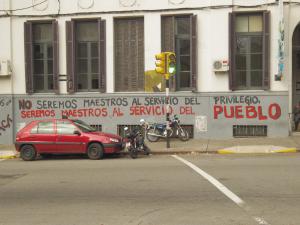 NO SEREMOS MAESTROS AL SERVICIO DEL PRIVILEGIO,
SEREMOS MAESTROS AL SERVICIO DEL PUEBLO